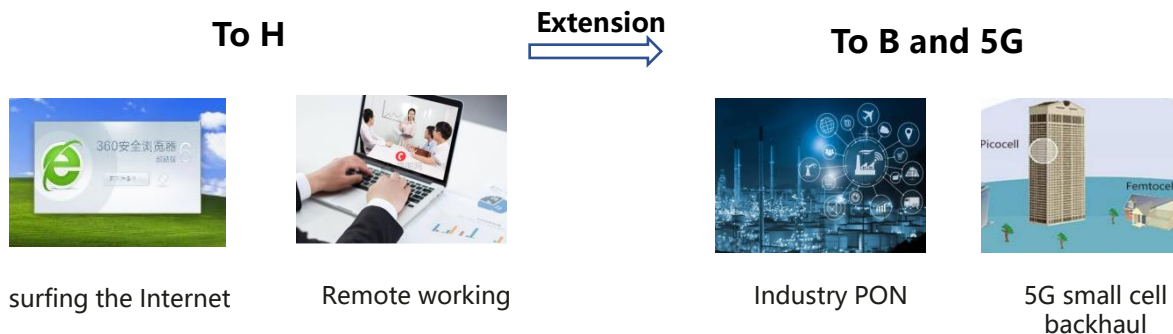 To H
Extension
To B and 5G
360安全浏览器
Picocell
Femtocell
surfing the Internet
Remote working
Industry PON
5G small cell
backhaul